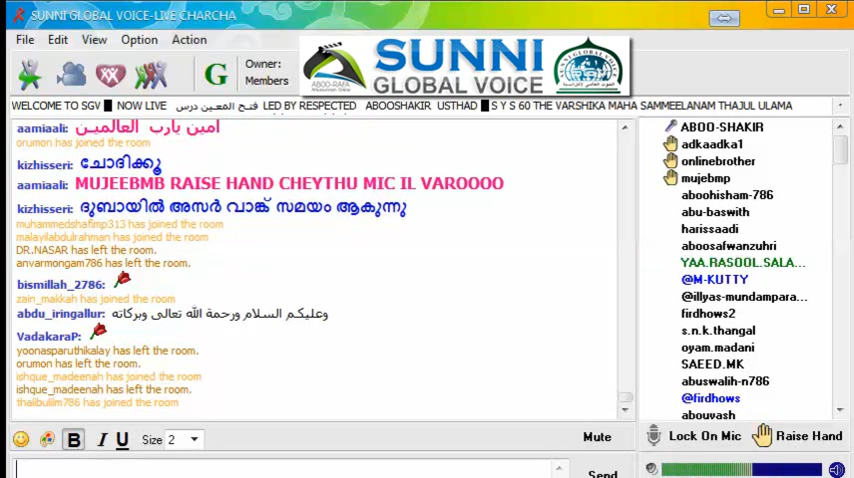 SUNNI GLOBAL VOICE-LIVE CHARCHA
File Edit View Option Action
Owner:
Members
G
ABOO-RAFA
SUNNI
GLOBAL VOICE
WELCOME TO SGV NOW LIVE فتح المعين درس LED BY RESPECTED ABOOSHAKIR USTHAD S Y S 60 THE VARSHIKA MAHA SAMMEELANAM THAJUL ULAMA
aamiaali: امين يارب العالمين
orumon has joined the room
kizhisseri: ചോദിക്കൂ
aamiaali: MUJEEBMB RAISE HAND CHEYTHU MIC IL VAROOOO
kizhisseri: ദുബായില്‍ അസര്‍ വാങ്ക് സമയം ആകുന്നു
muhammedshafimp313 has joined the room
malayilabdulrahman has joined the room
DR.NASAR has left the room.
anvarmongam786 has left the room.
bismillah_2786:
zain_makkah has joined the room
abdu_iringallur: وعليكم السلام ورحمة الله تعالى وبركاته
VadakaraP:
yoonasparuthikalay has left the room.
orumon has left the room.
ishque_madeenah has joined the room
ishque_madeenah has left the room.
thalibulilm786 has joined the room
ABOO-SHAKIR
adkaadka1
onlinebrother
mujebmp
aboohisham-786
abu-baswith
harissaadi
aboosafwanzuhri
YAA.RASOOL.SALA...
@M-KUTTY
@illyas-mundampara...
firdhows2
s.n.k.thangal
oyam.madani
SAEED.MK
abuswalih-n786
@firdhows
abouyash
B I U Size 2
Mute
Lock On Mic
Raise Hand
Send